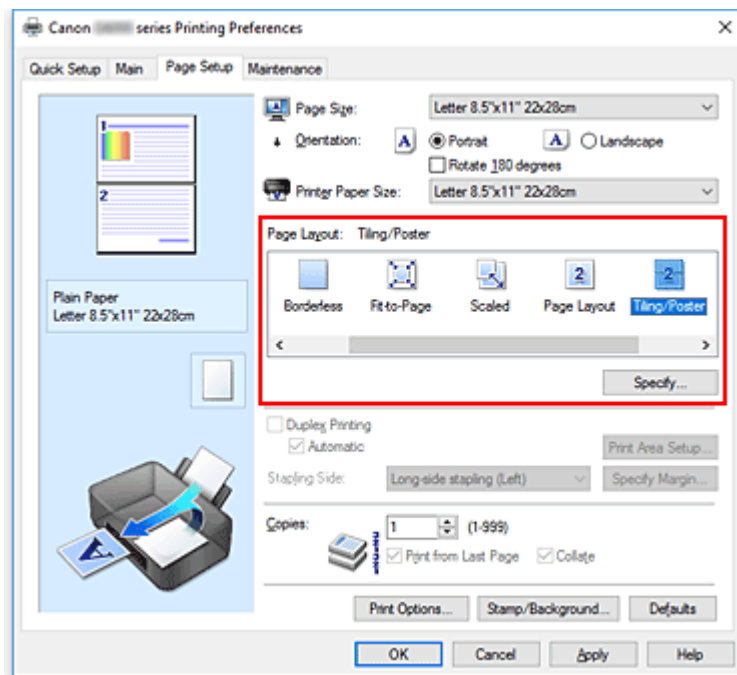 Canon series Printing Preferences
Quick Setup Main Page Setup Maintenance
1
2
Plain Paper
Letter 8.5"x11" 22x28cm
Page Size: Letter 8.5"x11" 22x28cm
Orientation: A Portrait A Landscape
Rotate 180 degrees
Printer Paper Size: Letter 8.5"x11" 22x28cm
Page Layout: Tiling/Poster
2 2
Borderless Fit-to-Page Scaled Page Layout Tiling/Poster
Specify...
Duplex Printing
Automatic Print Area Setup...
Stapling Side: Long-side stapling (Left) Specify Margin...
Copies: 1 (1-999)
Print from Last Page Collate
A
Print Options... Stamp/Background... Defaults
OK Cancel Apply Help